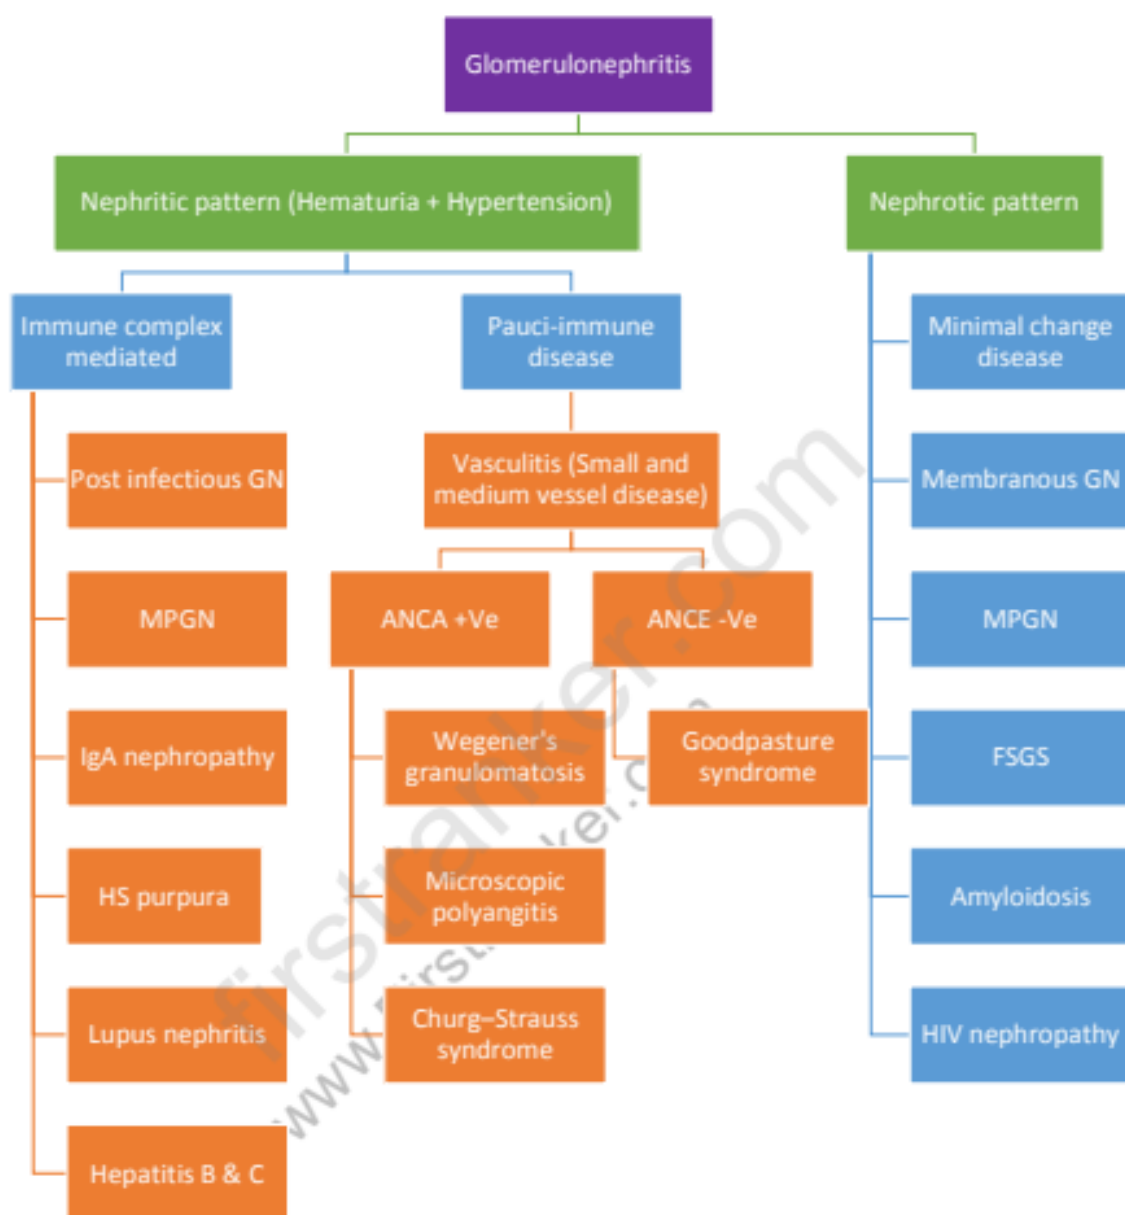 Glomerulonephritis
Nephritic pattern (Hematuria + Hypertension)
Nephrotic pattern
Immune complex
mediated
Pauci-immune
disease
Minimal change
disease
Post infectious GN
Vasculitis (Small and
medium vessel disease)
Membranous GN
MPGN
ANCA +Ve
ANCE -Ve
MPGN
IgA nephropathy
Wegener's
granulomatosis
Goodpasture
syndrome
FSGS
HS purpura
Microscopic
polyangitis
Amyloidosis
Lupus nephritis
Churg–Strauss
syndrome
HIV nephropathy
Hepatitis B & C
firstranker.com